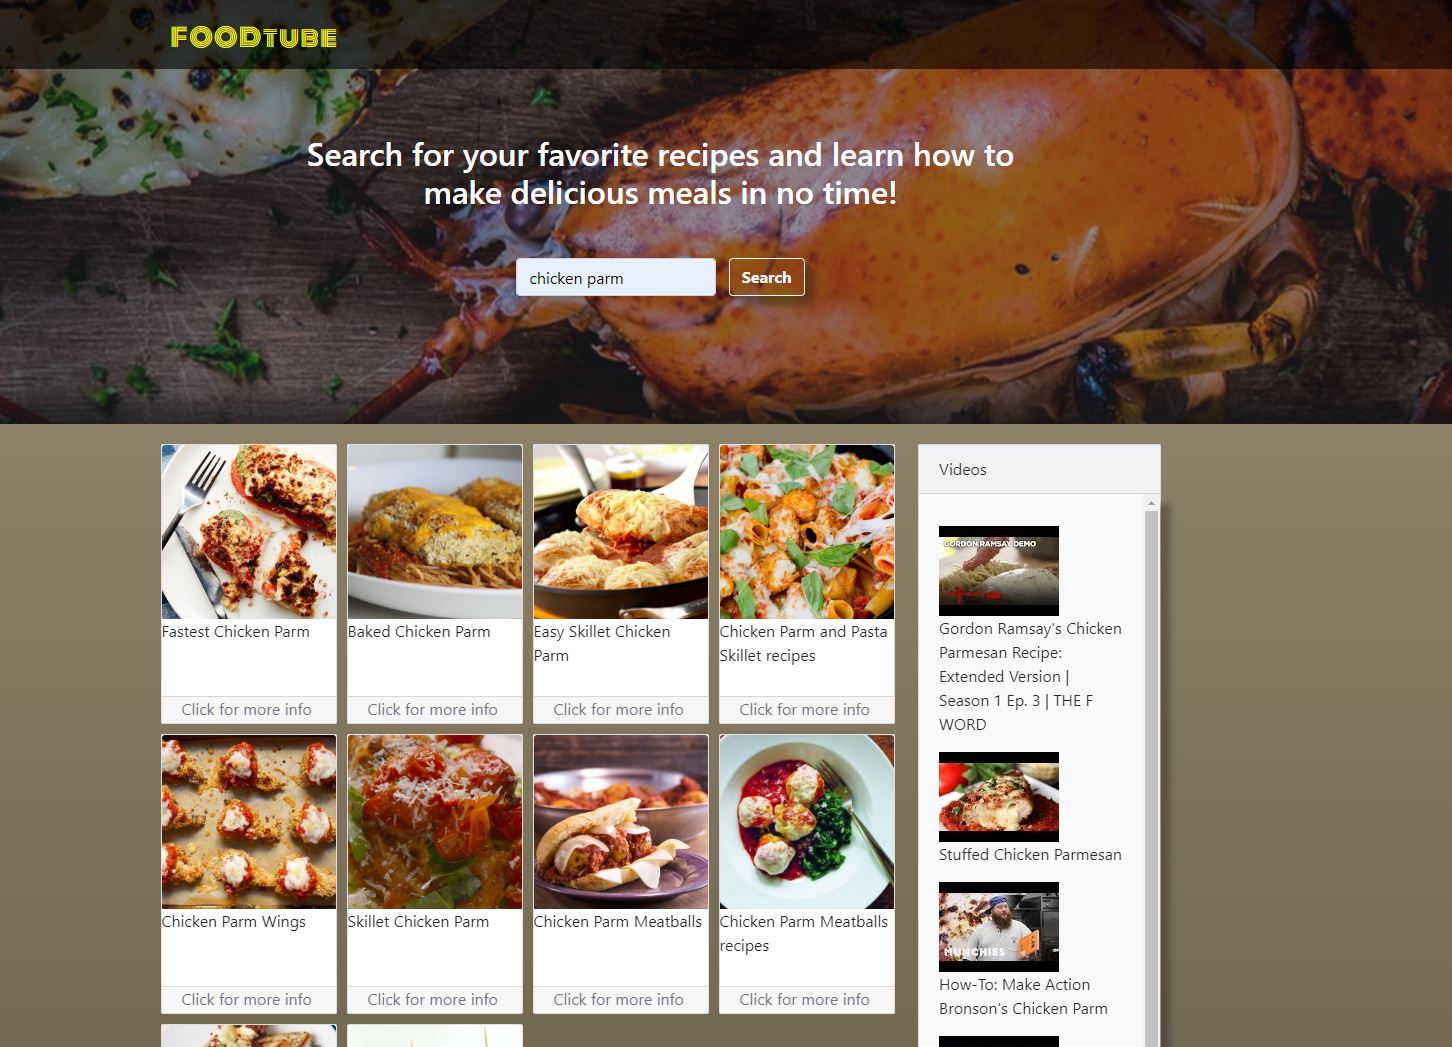 FOODTUBE
Search for your favorite recipes and learn how to
make delicious meals in no time!
chicken parm
Search
Fastest Chicken Parm
Click for more info
Baked Chicken Parm
Click for more info
Easy Skillet Chicken
Parm
Click for more info
Chicken Parm and Pasta
Skillet recipes
Click for more info
Chicken Parm Wings
Click for more info
Skillet Chicken Parm
Click for more info
Chicken Parm Meatballs
Click for more info
Chicken Parm Meatballs
recipes
Click for more info
Videos
GORDON RAMSAY DEMO
Gordon Ramsay's Chicken
Parmesan Recipe:
Extended Version |
Season 1 Ep. 3 | THE F
WORD
Stuffed Chicken Parmesan
MUNCHIES
How-To: Make Action
Bronson's Chicken Parm